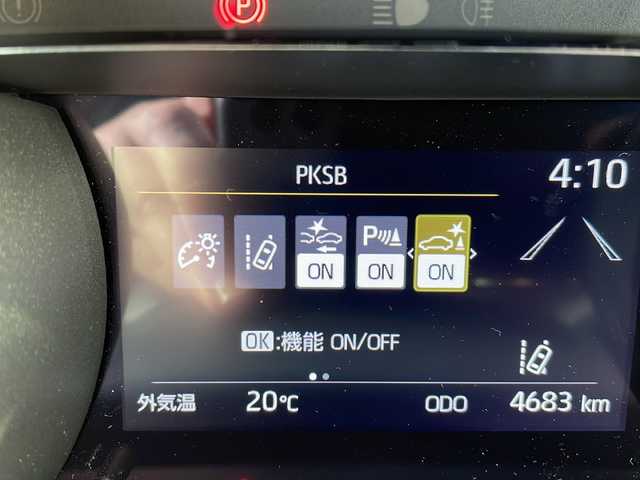 P
PKSB
4:10
P
ON ON ON
OK:機能 ON/OFF
外気温 20℃ ODO 4683 km